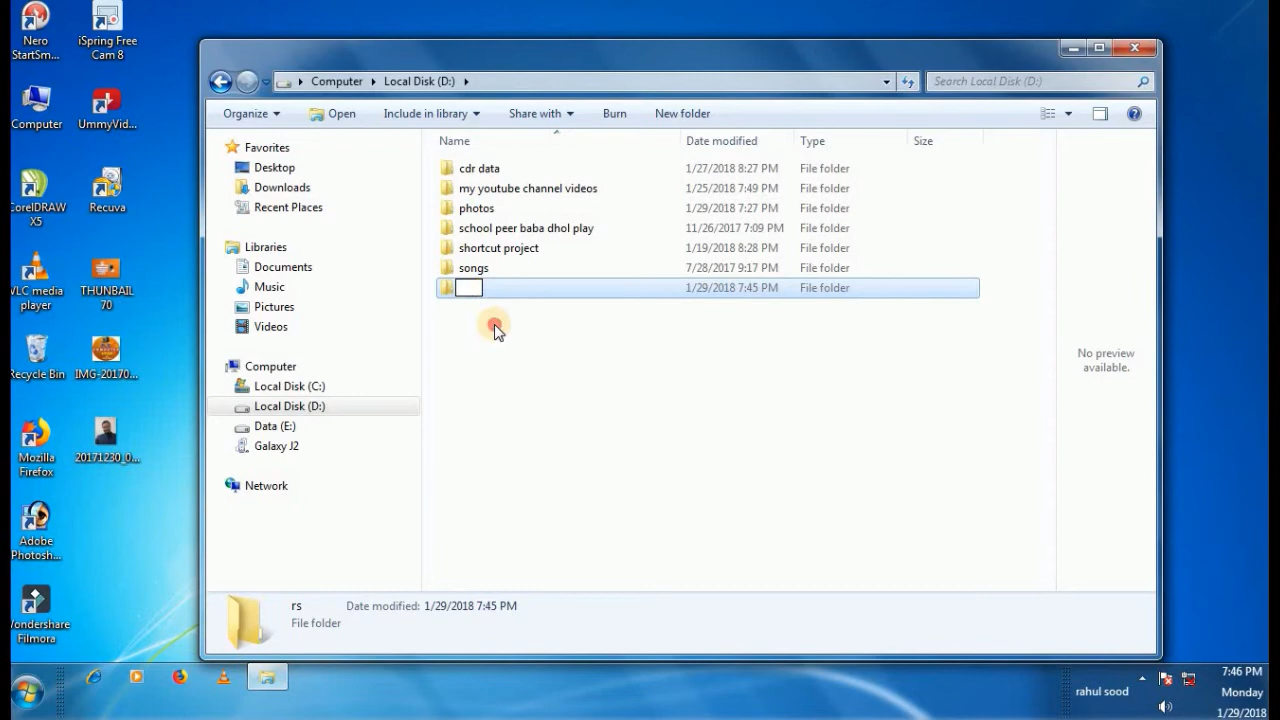 Nero
StartSm...
iSpring Free
Cam 8
Computer
UmmyVid...
CorelDRAW
X5
Recuva
VLC media
player
THUNBAIL
70
Recycle Bin
IMG-20170...
Mozilla
Firefox
20171230_0...
Adobe
Photosh...
Wondershare
Filmora
Computer
Local Disk (D:)
Search Local Disk (D:)
Organize
Open
Include in library
Share with
Burn
New folder
Favorites
Desktop
Downloads
Recent Places
Libraries
Documents
Music
Pictures
Videos
Computer
Local Disk (C:)
Local Disk (D:)
Data (E:)
Galaxy J2
Network
Name Date modified Type Size
cdr data 1/27/2018 8:27 PM File folder
my youtube channel videos 1/25/2018 7:49 PM File folder
photos 1/29/2018 7:27 PM File folder
school peer baba dhol play 11/26/2017 7:09 PM File folder
shortcut project 1/19/2018 8:28 PM File folder
songs 7/28/2017 9:17 PM File folder
1/29/2018 7:45 PM File folder
No preview
available.
rs Date modified: 1/29/2018 7:45 PM
File folder
rahul sood
7:46 PM
Monday
1/29/2018